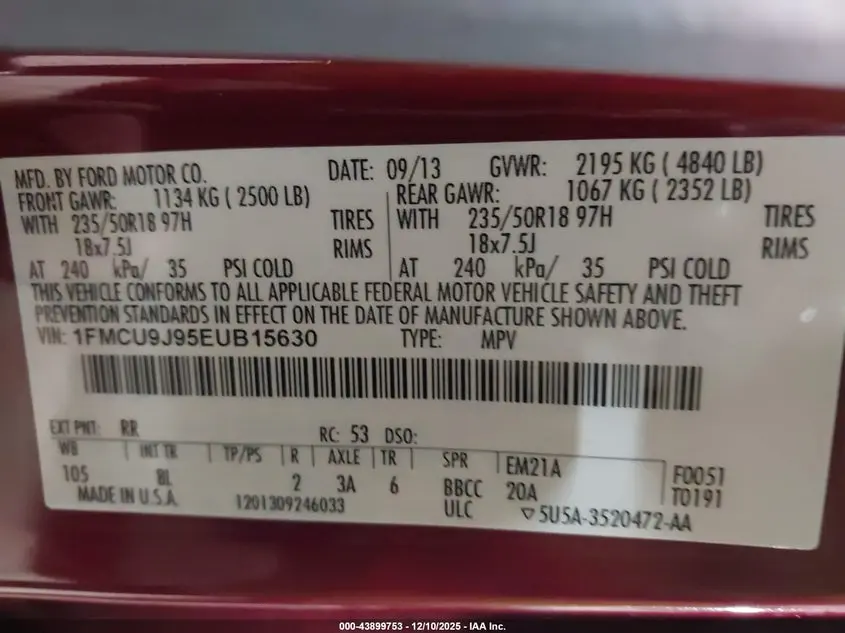 MFD. BY FORD MOTOR CO. DATE: 09/13 GVWR: 2195 KG ( 4840 LB)
FRONT GAWR: 1134 KG ( 2500 LB) REAR GAWR: 1067 KG ( 2352 LB)
WITH 235/50R18 97H TIRES WITH 235/50R18 97H TIRES
18x7.5J RIMS 18x7.5J RIMS
AT 240 kPa/ 35 PSI COLD AT 240 kPa/ 35 PSI COLD
THIS VEHICLE CONFORMS TO ALL APPLICABLE FEDERAL MOTOR VEHICLE SAFETY AND THEFT
PREVENTION STANDARDS IN EFFECT ON THE DATE OF MANUFACTURE SHOWN ABOVE.
VIN: 1FMCU9J95EUB15630 TYPE: MPV
EXT PNT: RR RC: 53 DSO:
WB INT TR TP/PS R AXLE TR SPR EM21A F0051
105 8L 2 3A 6 BBCC 20A T0191
MADE IN U.S.A. 1201309246033 ULC ▽5U5A-3520472-AA
000-43899753 - 12/10/2025 - IAA Inc.